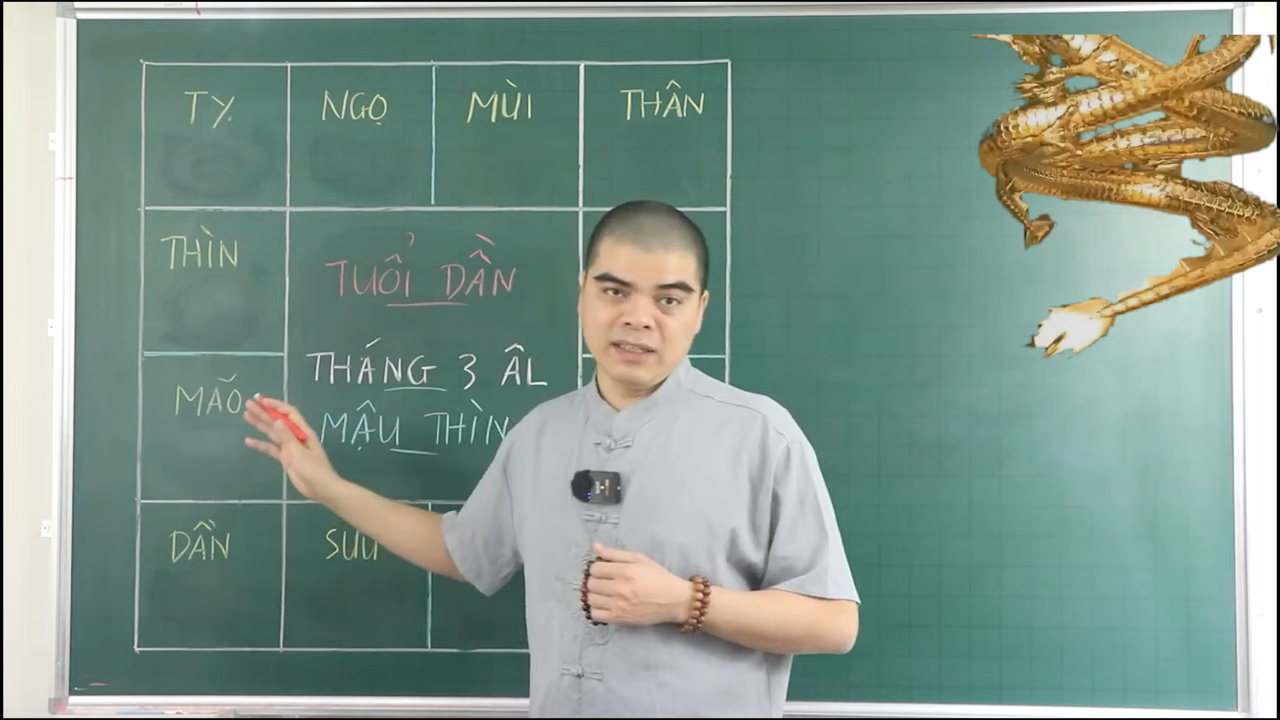 TỴ NGỌ MÙI THÂN
THÌN
TUỔI DẦN
THÁNG 3 ÂL
MÃO
MẬU THÌN
DẦN SỬU